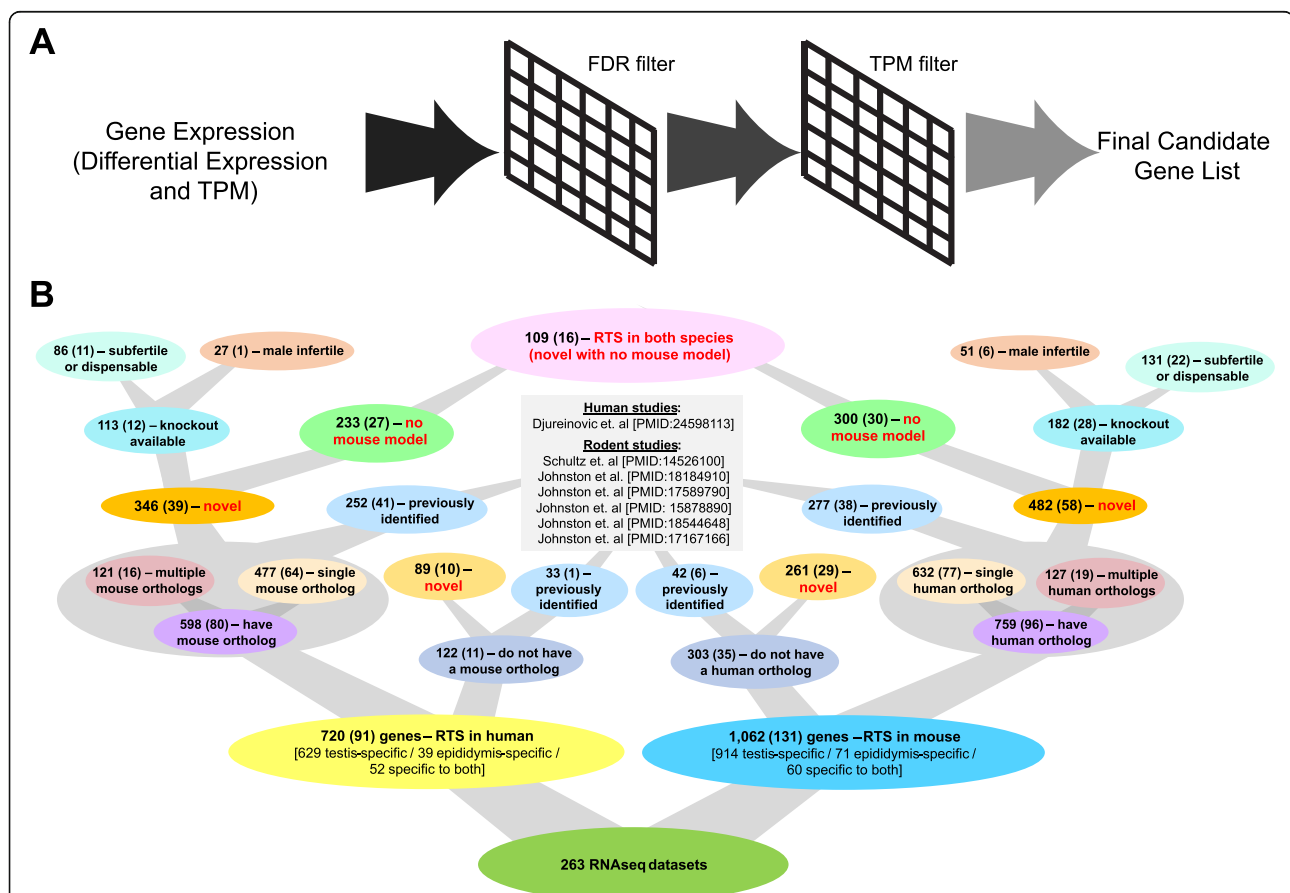 A
FDR filter
TPM filter
Gene Expression
(Differential Expression
and TPM)
Final Candidate
Gene List
B
86 (11) – subfertile
or dispensable
27 (1) – male infertile
109 (16) – RTS in both species
(novel with no mouse model)
51 (6) – male infertile
131 (22) – subfertile
or dispensable
113 (12) – knockout
available
233 (27) – no
mouse model
Human studies:
Djureinovic et. al [PMID:24598113]
Rodent studies:
Schultz et. al [PMID:14526100]
Johnston et al. [PMID:18184910]
Johnston et. al [PMID:17589790]
Johnston et. al [PMID: 15878890]
Johnston et. al [PMID:18544648]
Johnston et. al [PMID:17167166]
300 (30) – no
mouse model
182 (28) – knockout
available
346 (39) – novel
252 (41) – previously
identified
277 (38) – previously
identified
482 (58) – novel
121 (16) – multiple
mouse orthologs
477 (64) – single
mouse ortholog
598 (80) – have
mouse ortholog
89 (10) –
novel
33 (1) –
previously
identified
42 (6) –
previously
identified
261 (29) –
novel
632 (77) – single
human ortholog
127 (19) – multiple
human orthologs
759 (96) – have
human ortholog
122 (11) – do not have
a mouse ortholog
303 (35) – do not have
a human ortholog
720 (91) genes – RTS in human
[629 testis-specific / 39 epididymis-specific /
52 specific to both]
1,062 (131) genes – RTS in mouse
[914 testis-specific / 71 epididymis-specific /
60 specific to both]
263 RNAseq datasets